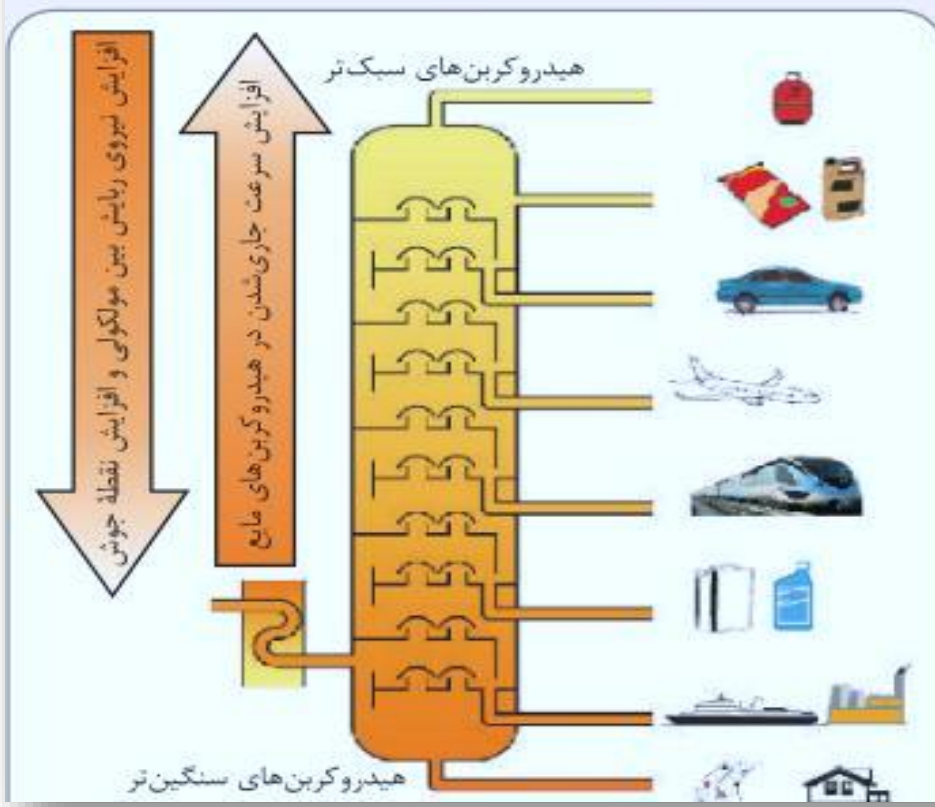 هیدروکربن‌های سبک‌تر
افزایش سرعت جاری‌شدن در هیدروکربن‌های مایع
افزایش نیروی ربایش بین مولکولی و افزایش نقطهٔ جوش
هیدروکربن‌های سنگین‌تر